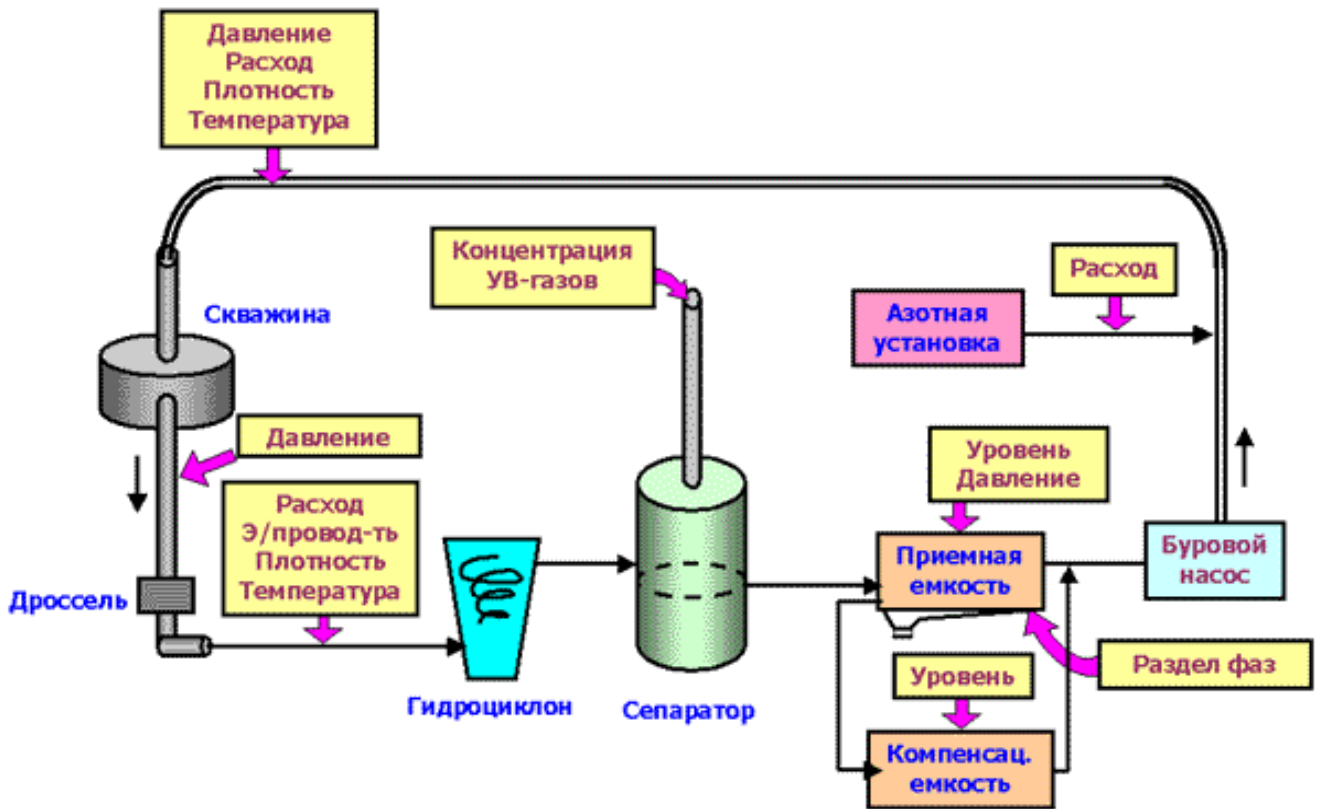 Давление
Расход
Плотность
Температура
Концентрация
УВ-газов
Расход
Скважина
Азотная
установка
Давление
Уровень
Давление
Расход
Э/провод-ть
Плотность
Температура
Приемная
емкость
Буровой
насос
Дроссель
Раздел фаз
Уровень
Гидроциклон
Сепаратор
Компенсац.
емкость